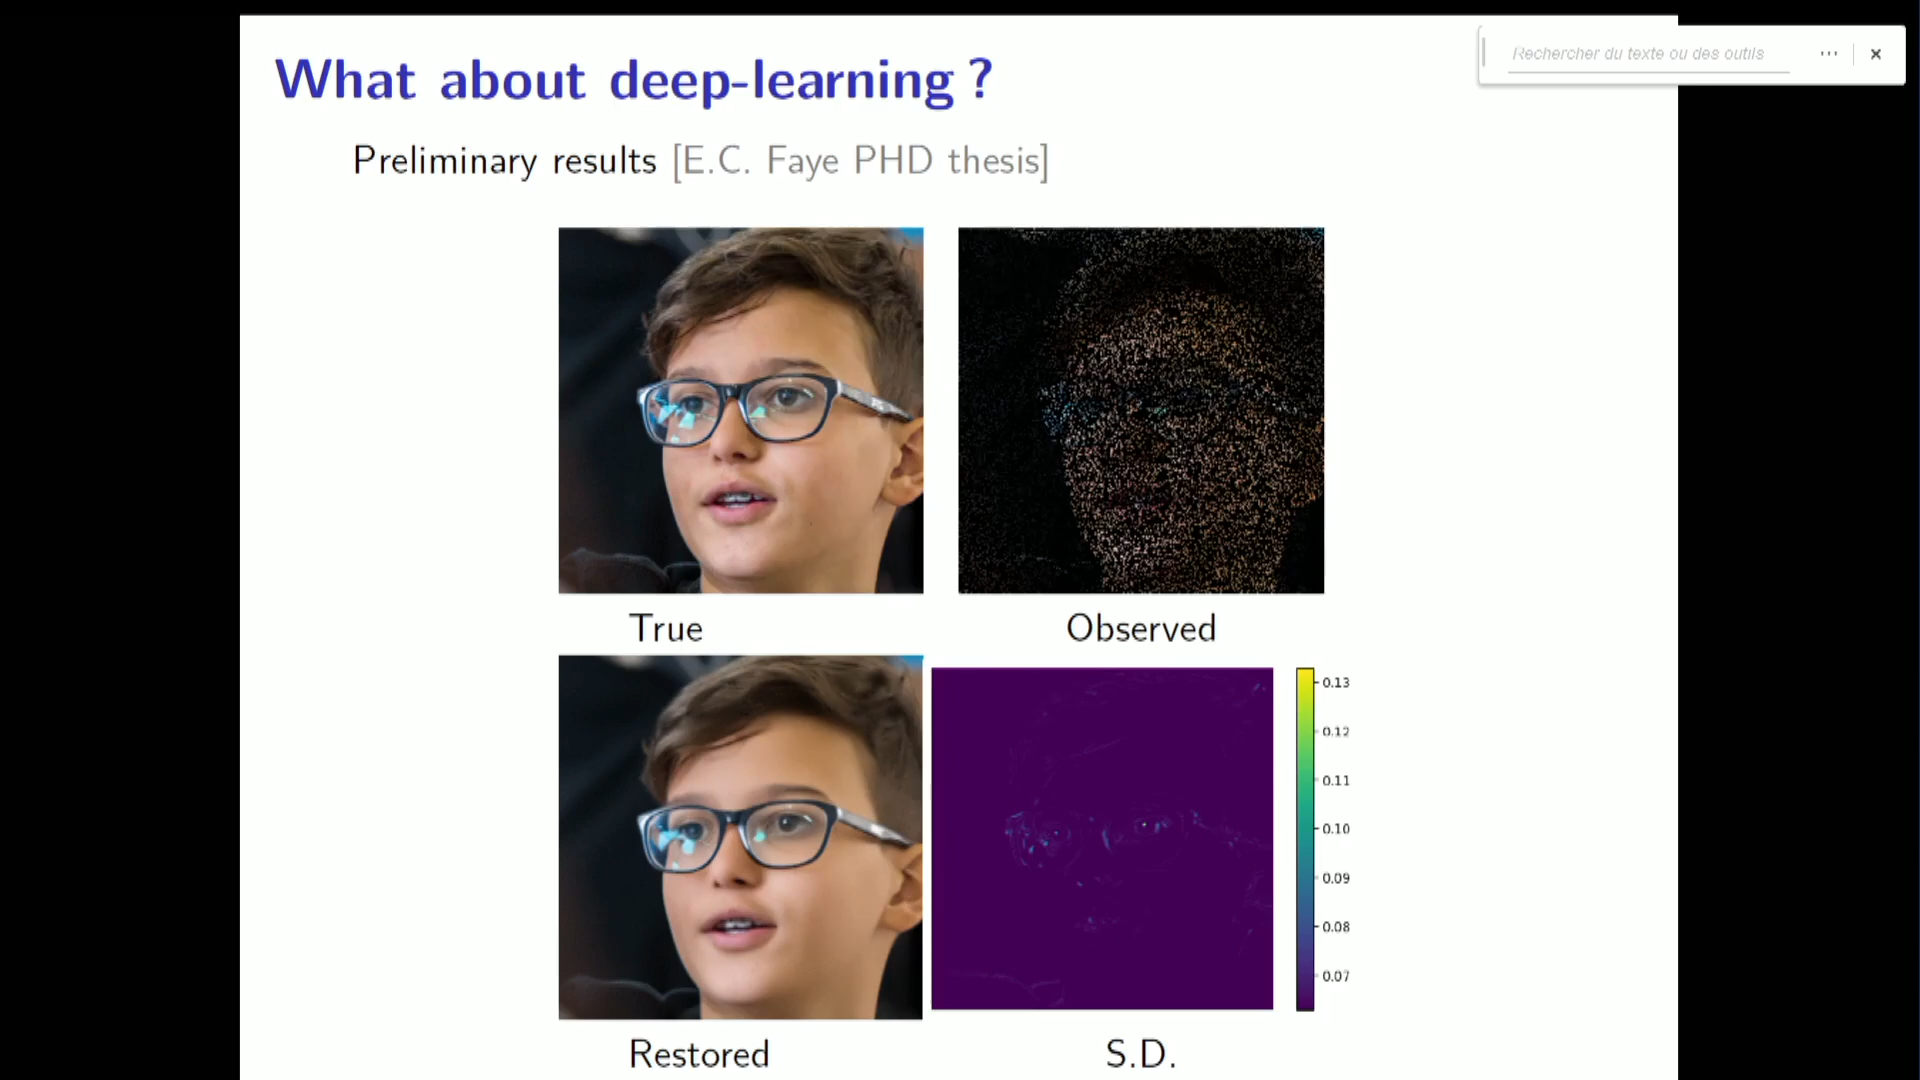 What about deep-learning ?
Rechercher du texte ou des outils
Preliminary results [E.C. Faye PHD thesis]
True
Observed
0.13
0.12
0.11
0.10
0.09
0.08
0.07
Restored
S.D.